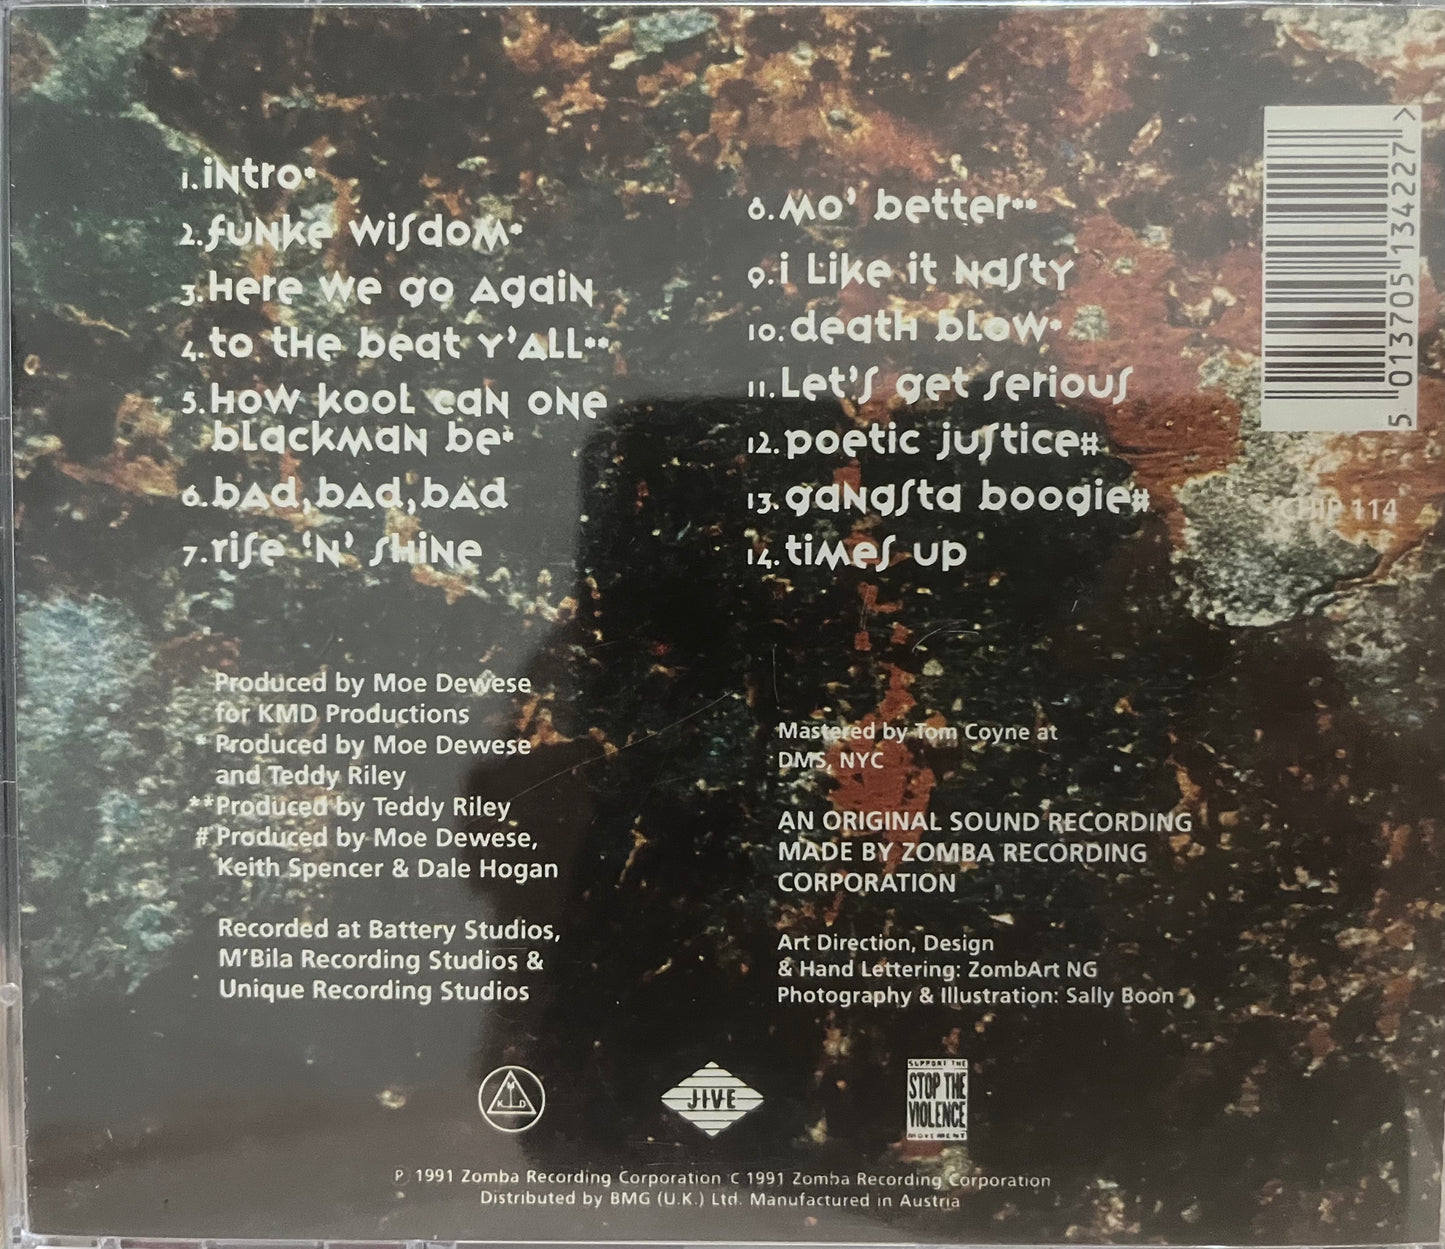 1. intro*
2. funke wisdom*
3. Here we go again
4. to the beat Y'ALL**
5. How kool can one
blackman be*
6. bad, bad, bad
7. rise 'n' shine
8. mo' better**
9. i like it nasty
10. death blow*
11. Let's get serious
12. poetic justice#
13. gangsta boogie#
14. times up
5 013705 134227 >
CHIP 114
Produced by Moe Dewese
for KMD Productions
* Produced by Moe Dewese
and Teddy Riley
**Produced by Teddy Riley
# Produced by Moe Dewese,
Keith Spencer & Dale Hogan
Recorded at Battery Studios,
M'Bila Recording Studios &
Unique Recording Studios
Mastered by Tom Coyne at
DMS, NYC
AN ORIGINAL SOUND RECORDING
MADE BY ZOMBA RECORDING
CORPORATION
Art Direction, Design
& Hand Lettering: ZombArt NG
Photography & Illustration: Sally Boon
M
K D
JIVE
SUPPORT THE
STOP THE
VIOLENCE
MOVEMENT
P 1991 Zomba Recording Corporation C 1991 Zomba Recording Corporation
Distributed by BMG (U.K.) Ltd. Manufactured in Austria